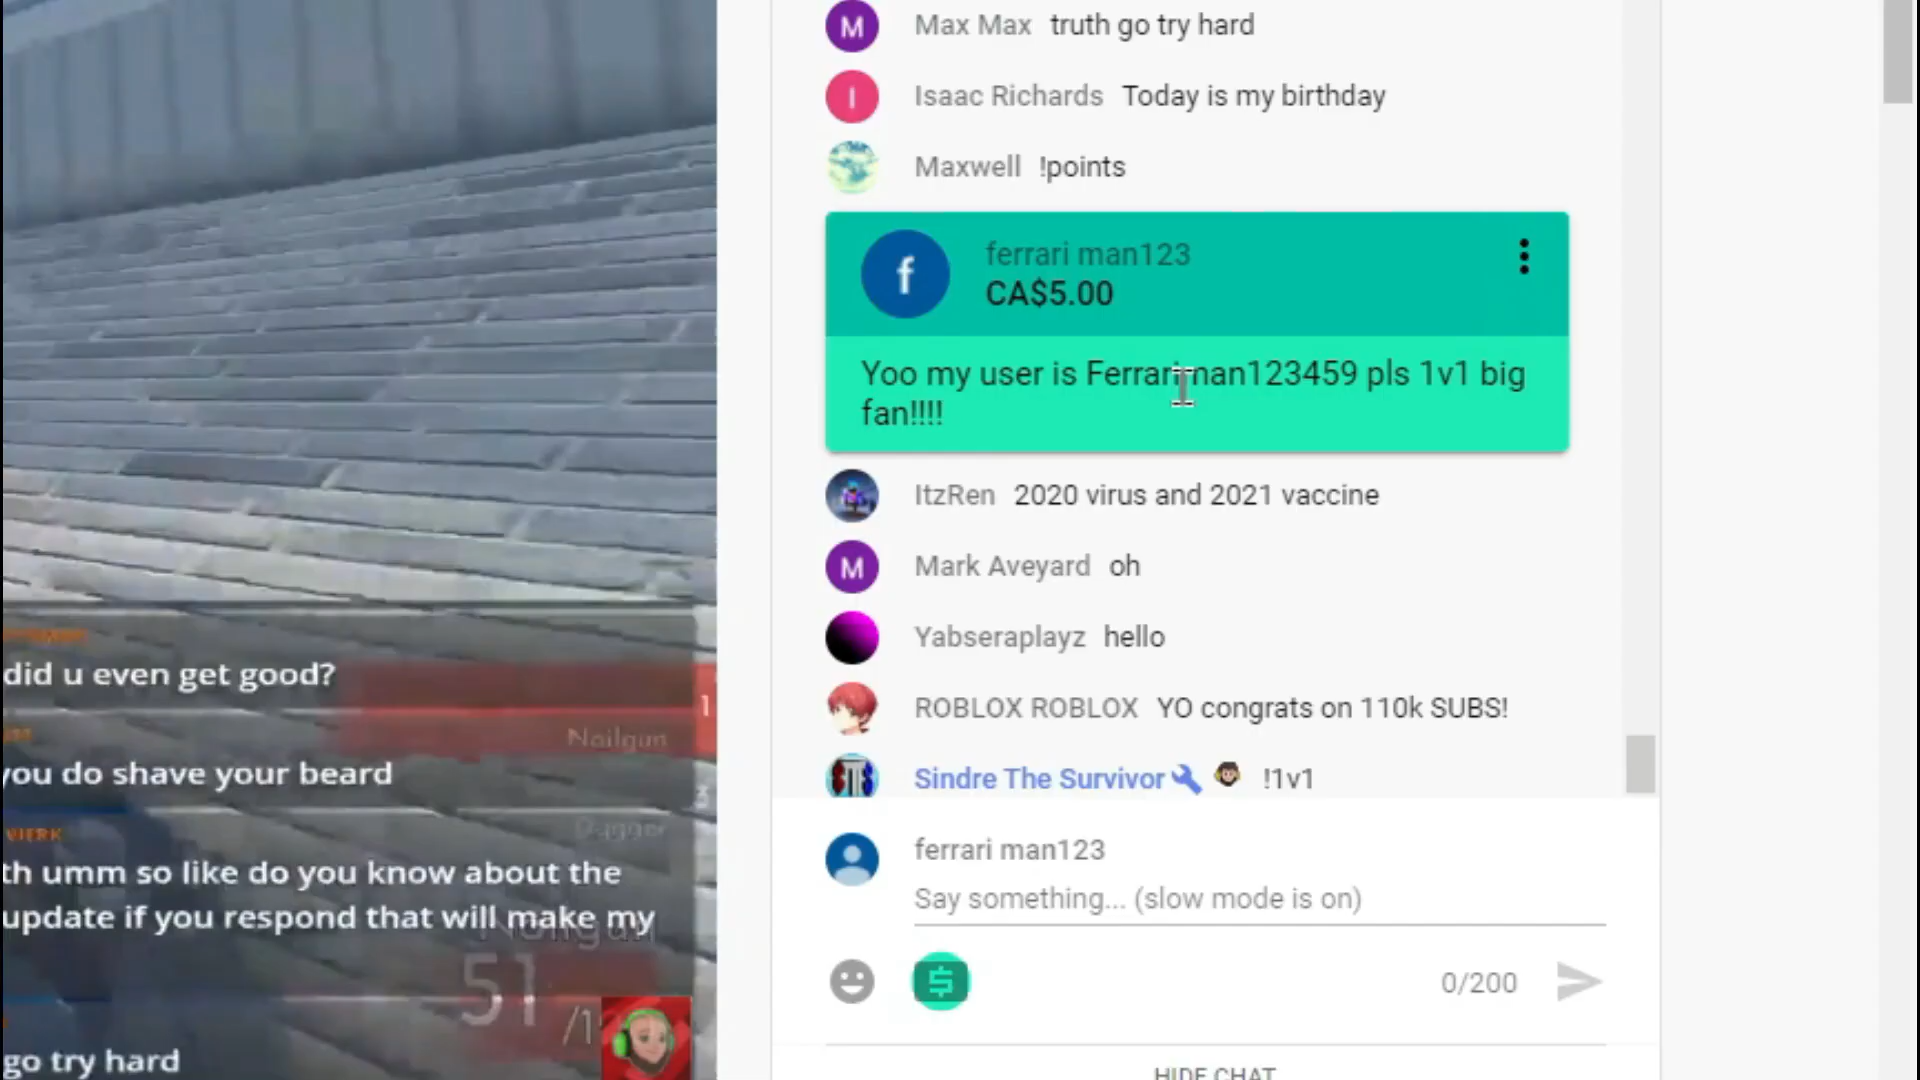 Max Max truth go try hard
I Isaac Richards Today is my birthday
Maxwell !points
f ferrari man123
CA$5.00
Yoo my user is Ferrariman123459 pls 1v1 big
fan!!!!
ItzRen 2020 virus and 2021 vaccine
M Mark Aveyard oh
Yabseraplayz hello
ROBLOX ROBLOX YO congrats on 110k SUBS!
Sindre The Survivor !1v1
ferrari man123
Say something... (slow mode is on)
0/200
HIDE CHAT
did u even get good?
Nailgun
you do shave your beard
Dagger
th umm so like do you know about the
update if you respond that will make my
Nailgun
51
go try hard